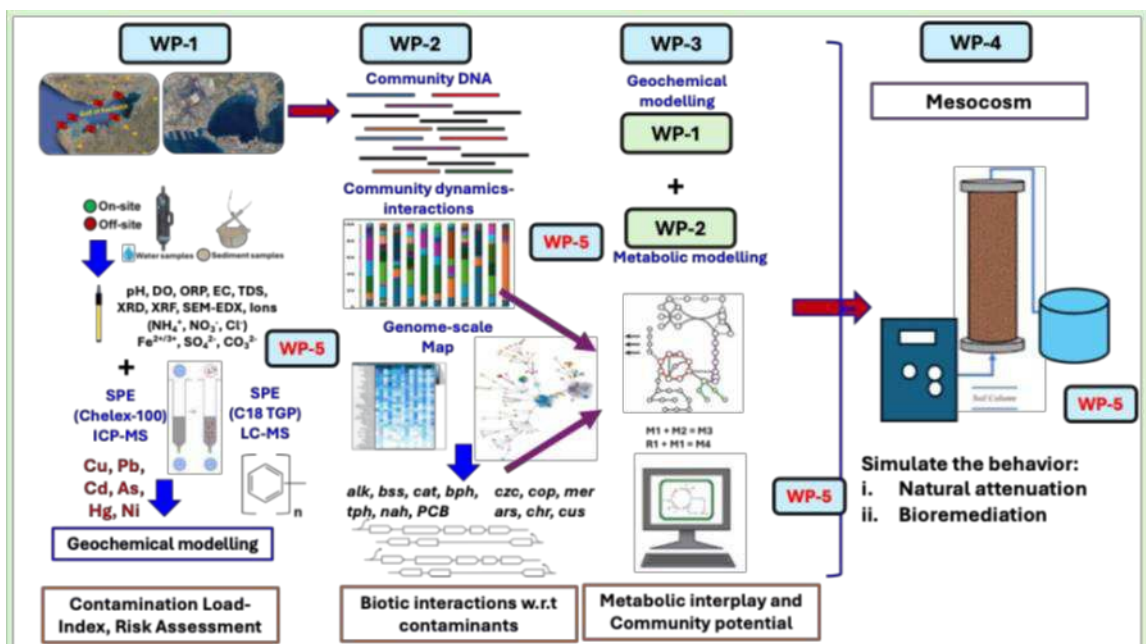 WP-1
On-site
Off-site
Water samples
Sediment samples
pH, DO, ORP, EC, TDS,
XRD, XRF, SEM-EDX, Ions
(NH₄⁺, NO₃⁻, Cl⁻)
Fe²⁺/³⁺, SO₄²⁻, CO₃²⁻
WP-5
+
SPE
(Chelex-100)
ICP-MS
SPE
(C18 TGP)
LC-MS
Cu, Pb,
Cd, As,
Hg, Ni
n
Geochemical modelling
Contamination Load-
Index, Risk Assessment
WP-2
Community DNA
Community dynamics-
interactions
WP-5
Genome-scale
Map
alk, bss, cat, bph,
tph, nah, PCB
czc, cop, mer
ars, chr, cus
Biotic interactions w.r.t
contaminants
WP-3
Geochemical
modelling
WP-1
+
WP-2
Metabolic modelling
M1 + M2 = M3
R1 + M1 = M4
WP-5
Metabolic interplay and
Community potential
WP-4
Mesocosm
Soil Column
WP-5
Simulate the behavior:
i. Natural attenuation
ii. Bioremediation